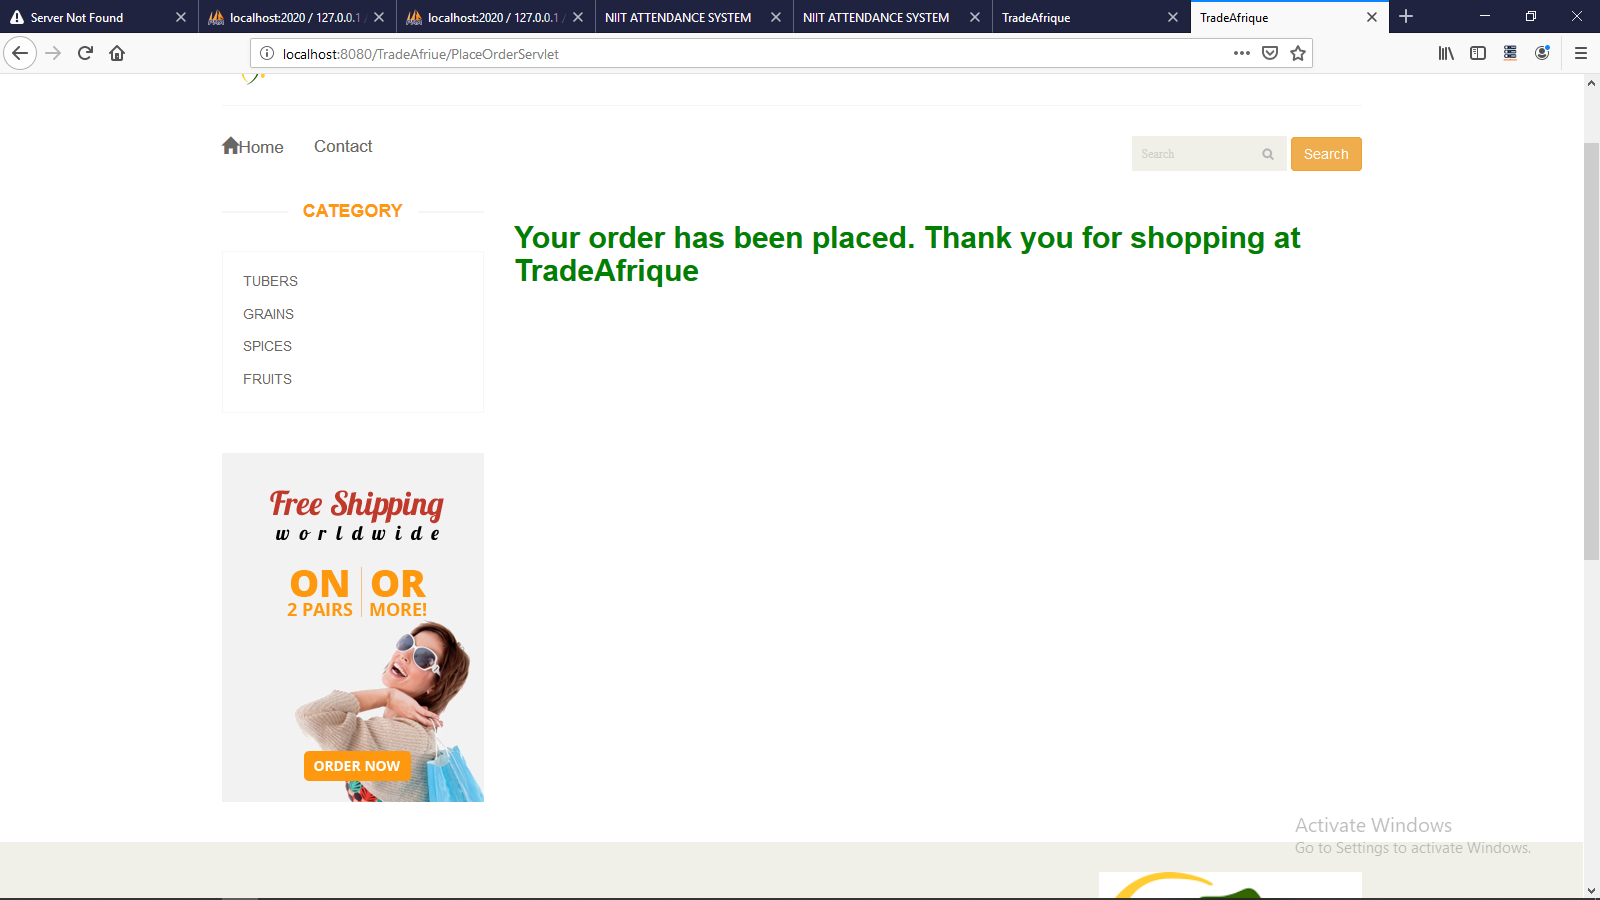 Server Not Found
localhost:2020 / 127.0.0.1 /
localhost:2020 / 127.0.0.1 /
NIIT ATTENDANCE SYSTEM
NIIT ATTENDANCE SYSTEM
TradeAfrique
TradeAfrique
localhost:8080/TradeAfriue/PlaceOrderServlet
Home
Contact
Search
Search
CATEGORY
Your order has been placed. Thank you for shopping at
TradeAfrique
TUBERS
GRAINS
SPICES
FRUITS
Free Shipping
worldwide
ON OR
2 PAIRS MORE!
ORDER NOW
Activate Windows
Go to Settings to activate Windows.